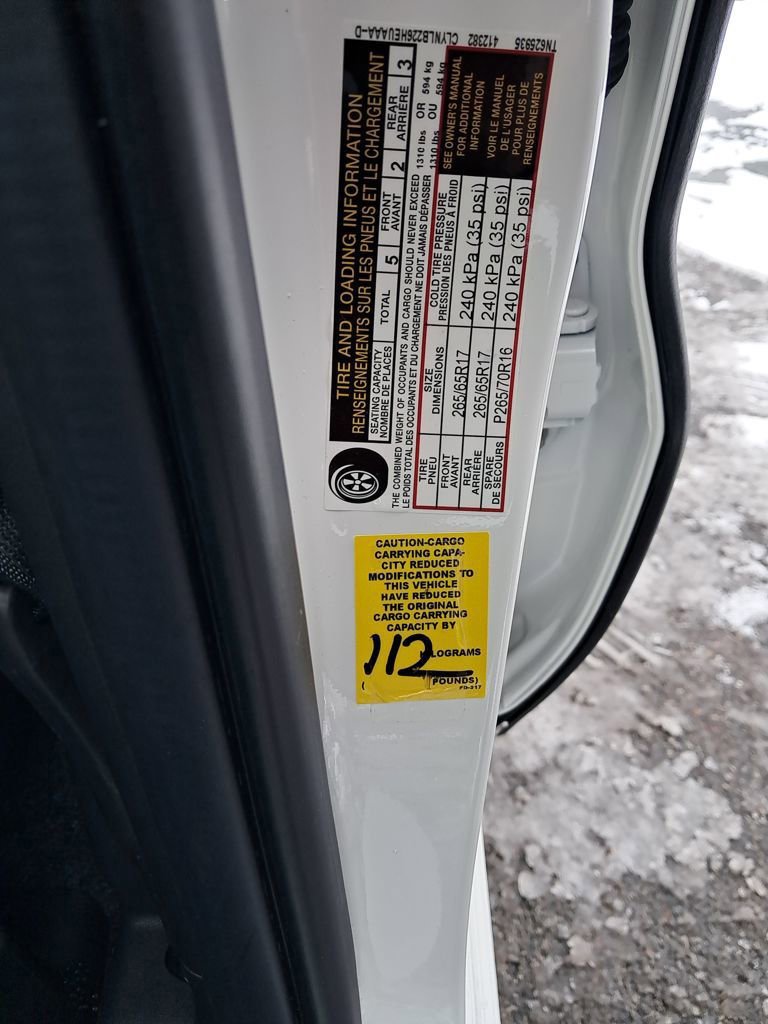 TN625935 412382 CLYNLBZ26HEUAAA-D
TIRE AND LOADING INFORMATION
RENSEIGNEMENTS SUR LES PNEUS ET LE CHARGEMENT
SEATING CAPACITY
NOMBRE DE PLACES
TOTAL 5
FRONT
AVANT
2
REAR
ARRIÈRE
3
THE COMBINED WEIGHT OF OCCUPANTS AND CARGO SHOULD NEVER EXCEED 1310 lbs OR 594 kg
LE POIDS TOTAL DES OCCUPANTS ET DU CHARGEMENT NE DOIT JAMAIS DÉPASSER 1310 lbs OU 594 kg
TIRE
PNEU
SIZE
DIMENSIONS
COLD TIRE PRESSURE
PRESSION DES PNEUS À FROID
FRONT
AVANT
265/65R17
240 kPa (35 psi)
REAR
ARRIÈRE
265/65R17
240 kPa (35 psi)
SPARE
DE SECOURS
P265/70R16
240 kPa (35 psi)
SEE OWNER'S MANUAL
FOR ADDITIONAL
INFORMATION
VOIR LE MANUEL
DE L'USAGER
POUR PLUS DE
RENSEIGNEMENTS
CAUTION-CARGO
CARRYING CAPA-
CITY REDUCED
MODIFICATIONS TO
THIS VEHICLE
HAVE REDUCED
THE ORIGINAL
CARGO CARRYING
CAPACITY BY
112 KILOGRAMS
( POUNDS)
FD-217